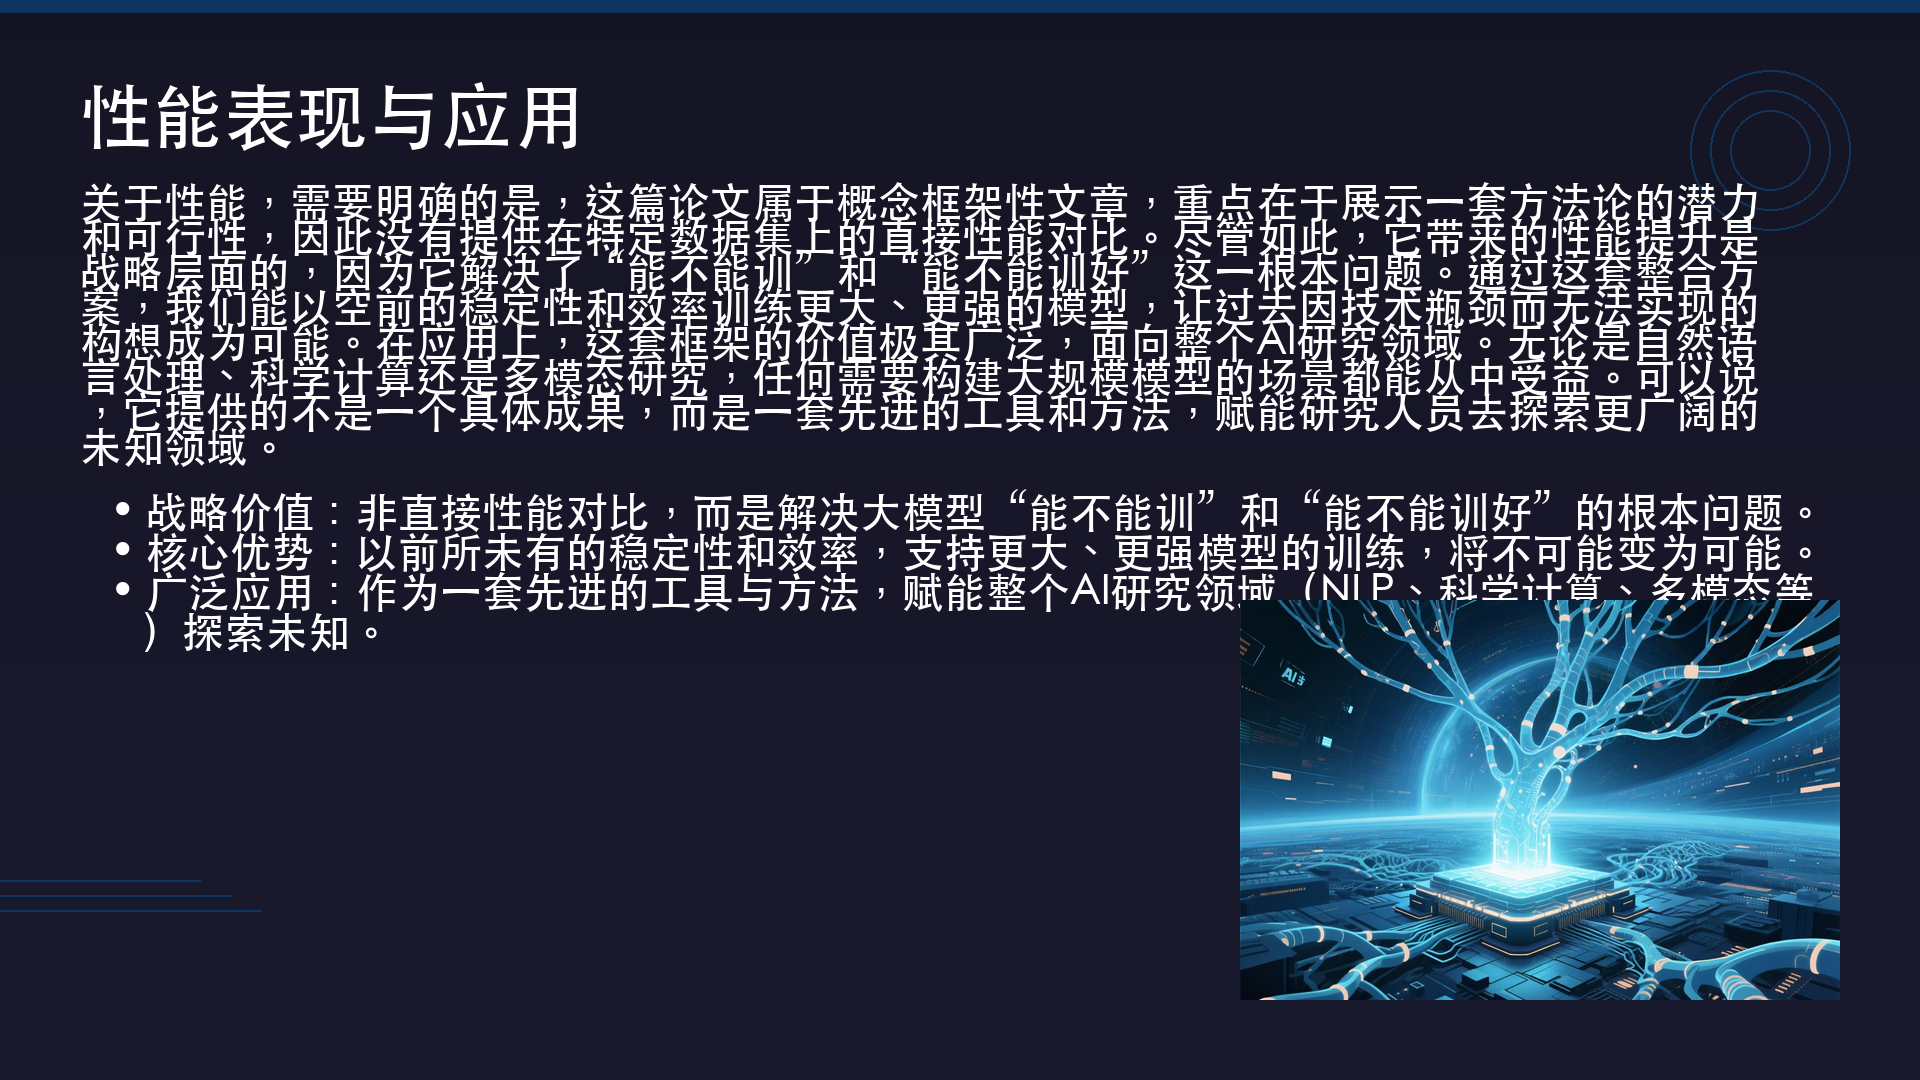 性能表现与应用
关于性能，需要明确的是，这篇论文属于概念框架性文章，重点在于展示一套方法论的潜力
和可行性，因此没有提供在特定数据集上的直接性能对比。尽管如此，它带来的性能提升是
战略层面的，因为它解决了“能不能训”和“能不能训好”这一根本问题。通过这套整合方
案，我们能以空前的稳定性和效率训练更大、更强的模型，让过去因技术瓶颈而无法实现的
构想成为可能。在应用上，这套框架的价值极其广泛，面向整个AI研究领域。无论是自然语
言处理、科学计算还是多模态研究，任何需要构建大规模模型的场景都能从中受益。可以说
，它提供的不是一个具体成果，而是一套先进的工具和方法，赋能研究人员去探索更广阔的
未知领域。
• 战略价值：非直接性能对比，而是解决大模型“能不能训”和“能不能训好”的根本问题。
• 核心优势：以前所未有的稳定性和效率，支持更大、更强模型的训练，将不可能变为可能。
• 广泛应用：作为一套先进的工具与方法，赋能整个AI研究领域（NLP、科学计算、多模态等
）探索未知。
AI